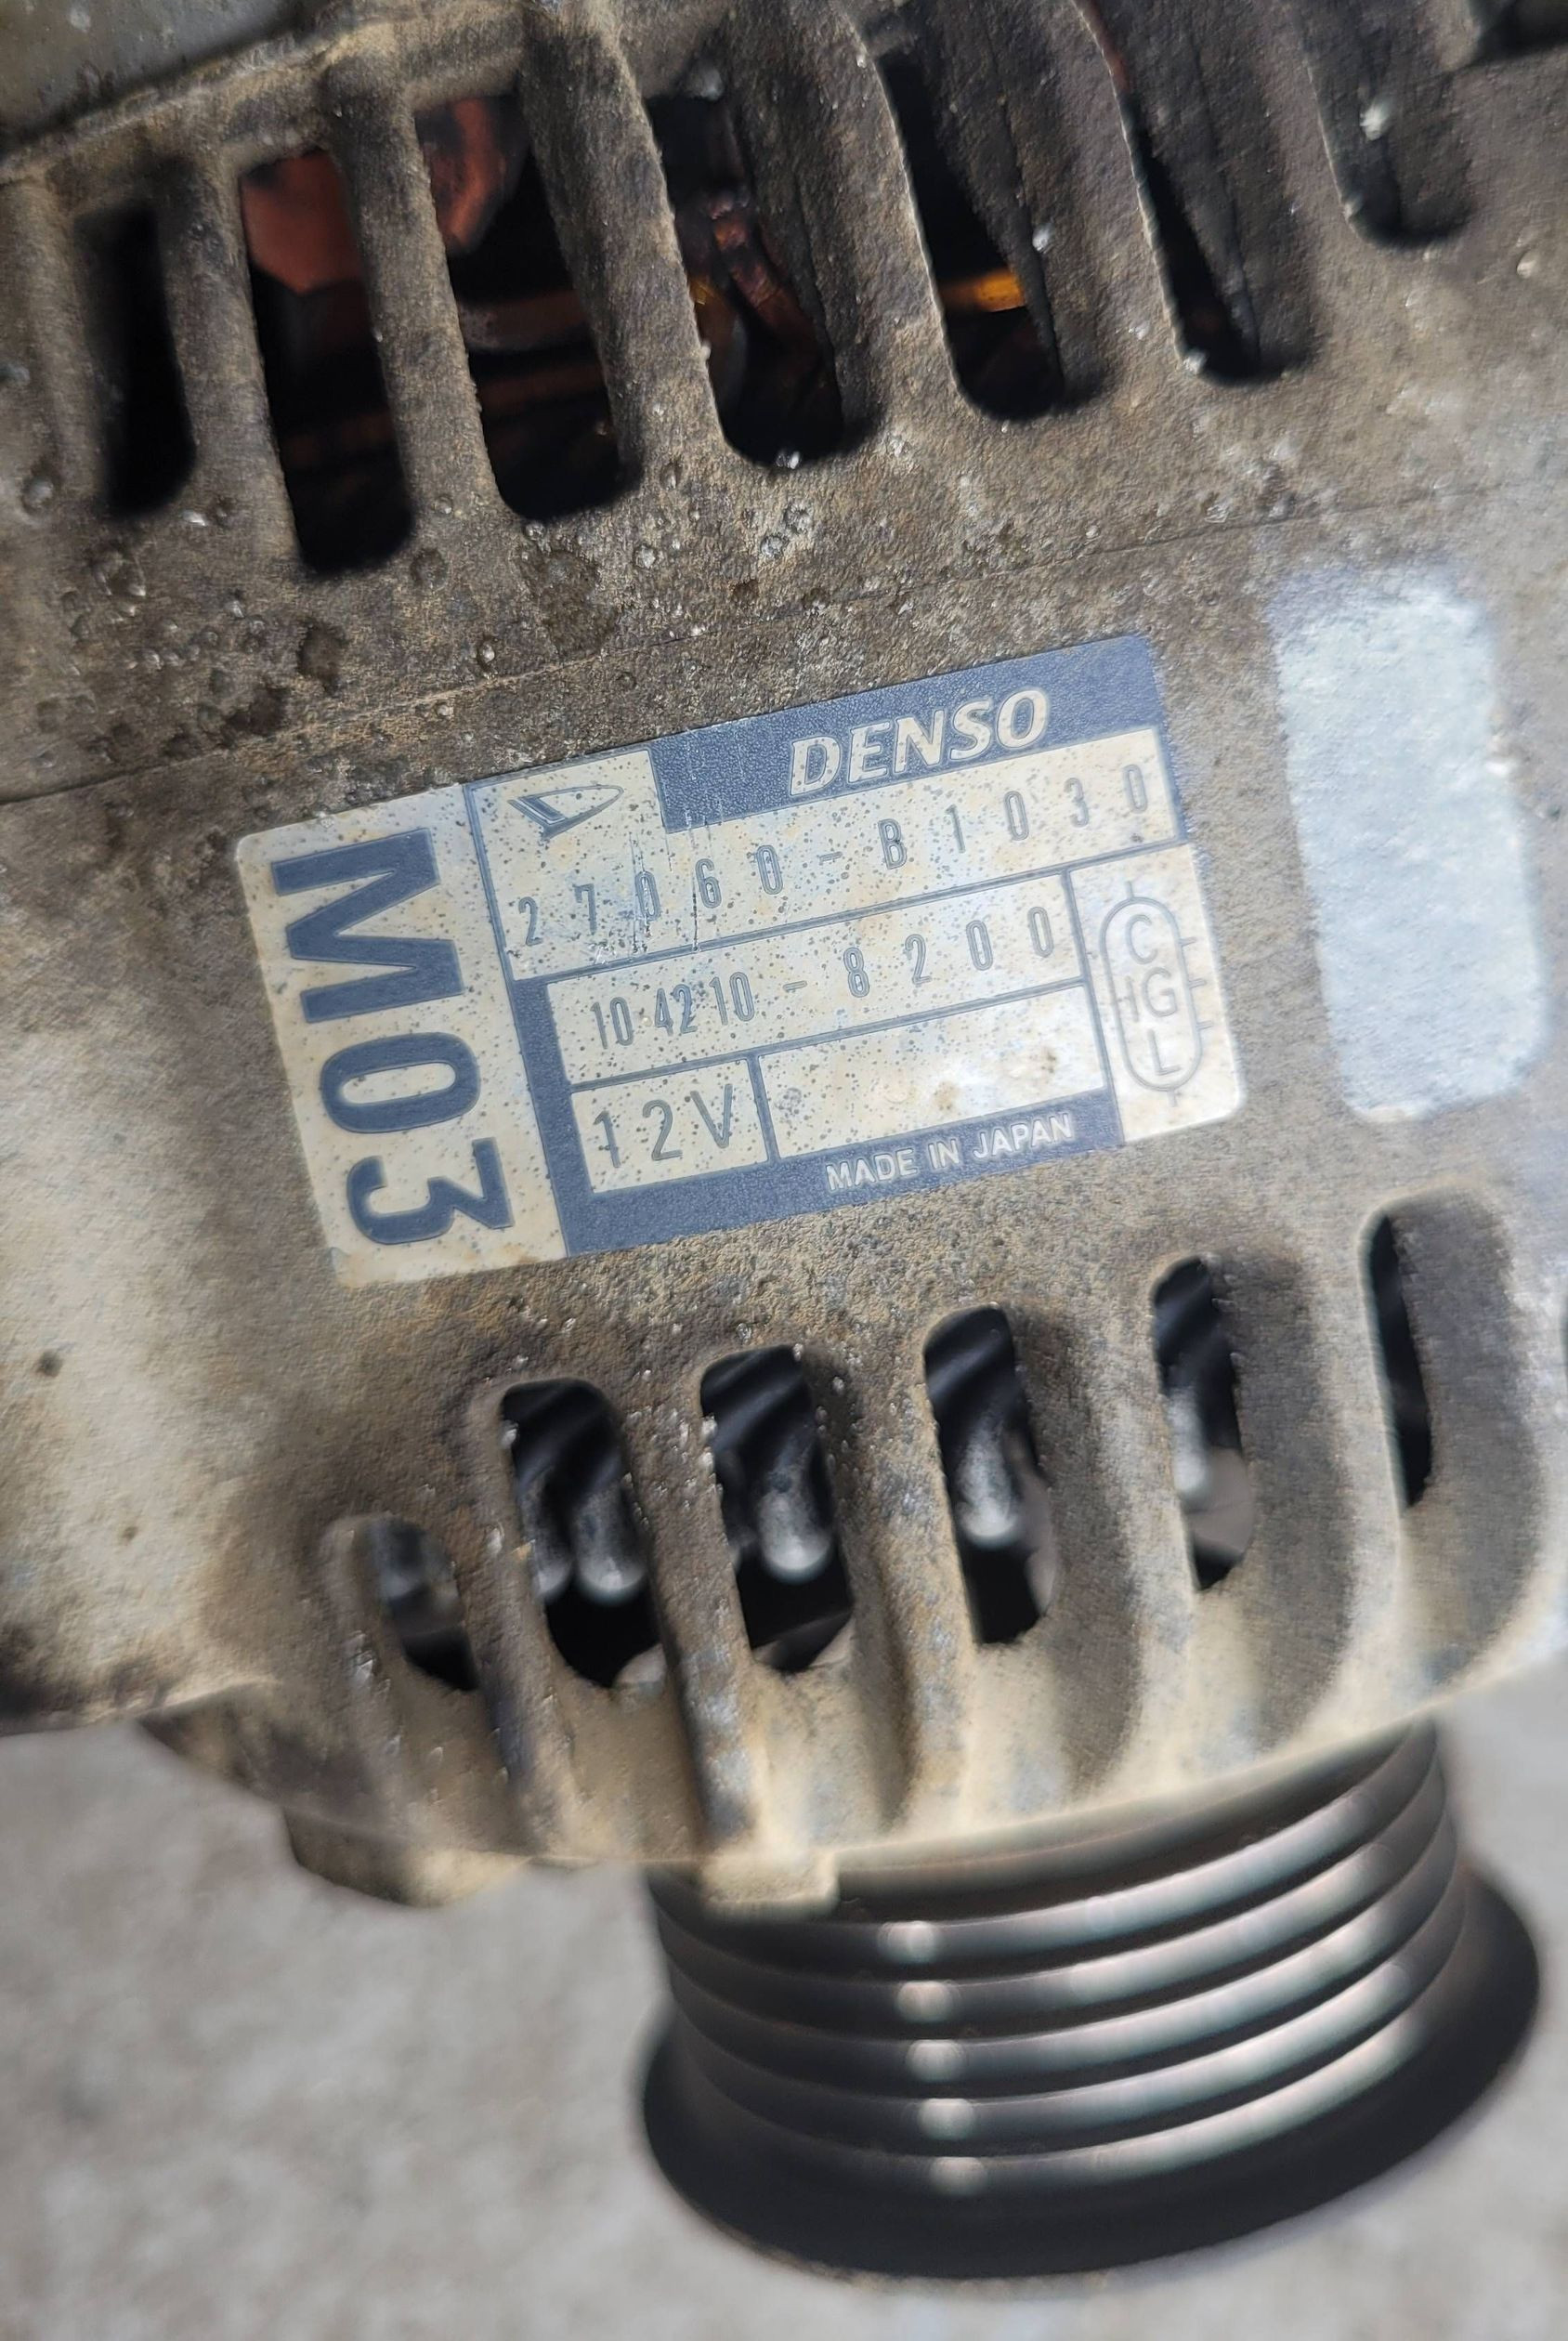 DENSO
27060-B1030
104210-8200
12V
MADE IN JAPAN
M03
C
IG
L